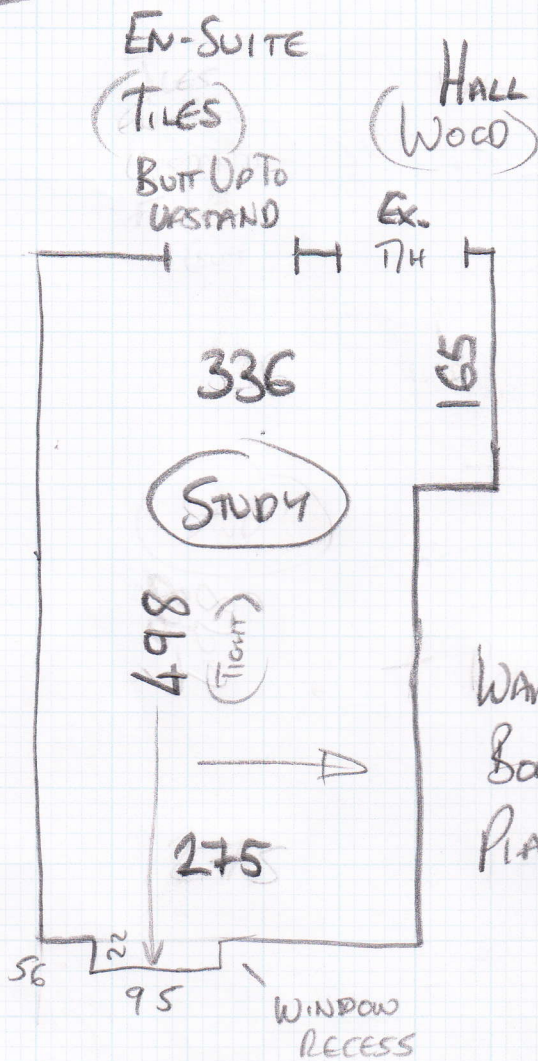 EN-SUITE
(TILES)
BUTT UP TO
UPSTAND
HALL
(WOOD)
EX.
336
165
STUDY
498
(TIGHT)
275
22
56
95
WINDOW
RECESS